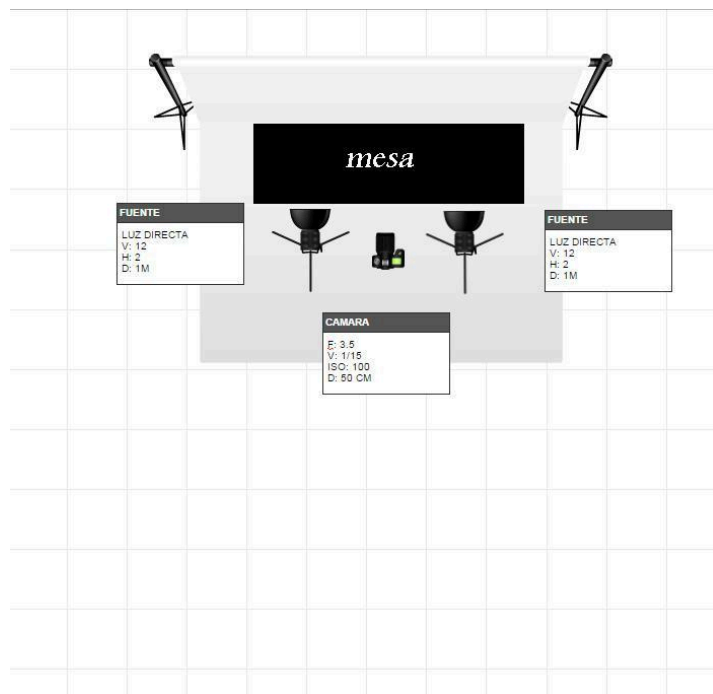 mesa
FUENTE
LUZ DIRECTA
V: 12
H: 2
D: 1M
FUENTE
LUZ DIRECTA
V: 12
H: 2
D: 1M
CAMARA
F: 3.5
V: 1/15
ISO: 100
D: 50 CM